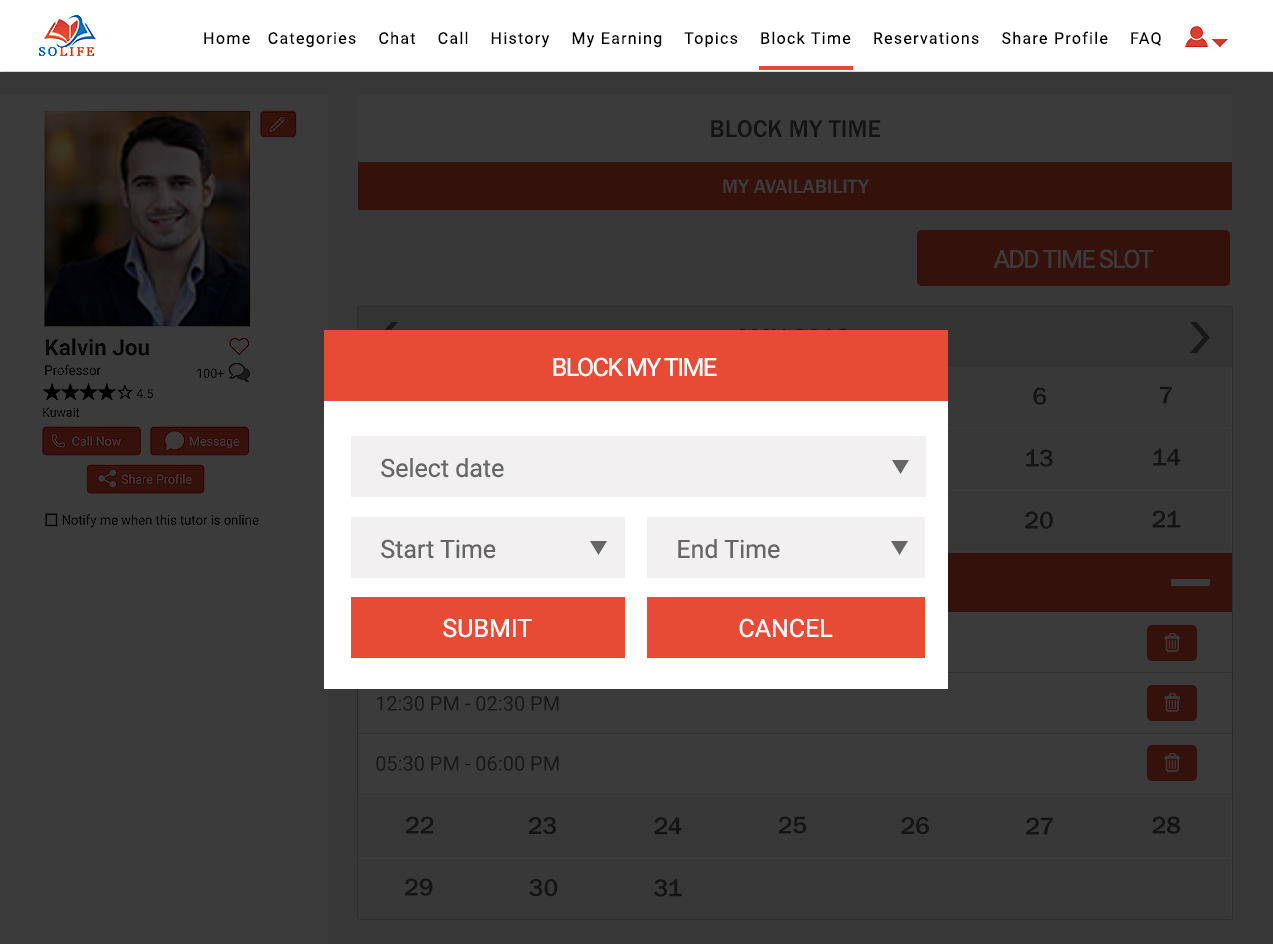 SOLIFE
Home Categories Chat Call History My Earning Topics Block Time Reservations Share Profile FAQ
BLOCK MY TIME
MY AVAILABILITY
ADD TIME SLOT
Kalvin Jou
Professor
100+
4.5
Kuwait
Call Now Message
Share Profile
Notify me when this tutor is online
BLOCK MY TIME
Select date
Start Time End Time
SUBMIT CANCEL
6 7
13 14
20 21
12:30 PM - 02:30 PM
05:30 PM - 06:00 PM
22 23 24 25 26 27 28
29 30 31